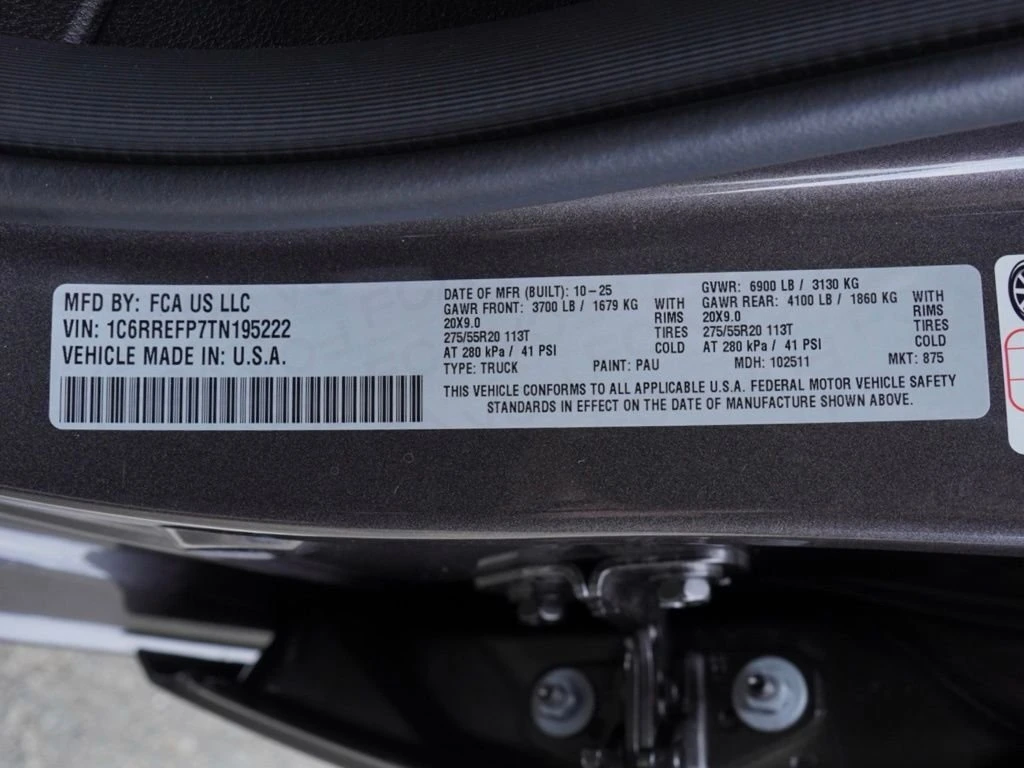 MFD BY: FCA US LLC
VIN: 1C6RREFP7TN195222
VEHICLE MADE IN: U.S.A.
DATE OF MFR (BUILT): 10-25 GVWR: 6900 LB / 3130 KG
GAWR FRONT: 3700 LB / 1679 KG WITH GAWR REAR: 4100 LB / 1860 KG WITH
20X9.0 RIMS 20X9.0 RIMS
275/55R20 113T TIRES 275/55R20 113T TIRES
AT 280 kPa / 41 PSI COLD AT 280 kPa / 41 PSI COLD
TYPE: TRUCK PAINT: PAU MDH: 102511 MKT: 875
THIS VEHICLE CONFORMS TO ALL APPLICABLE U.S.A. FEDERAL MOTOR VEHICLE SAFETY
STANDARDS IN EFFECT ON THE DATE OF MANUFACTURE SHOWN ABOVE.